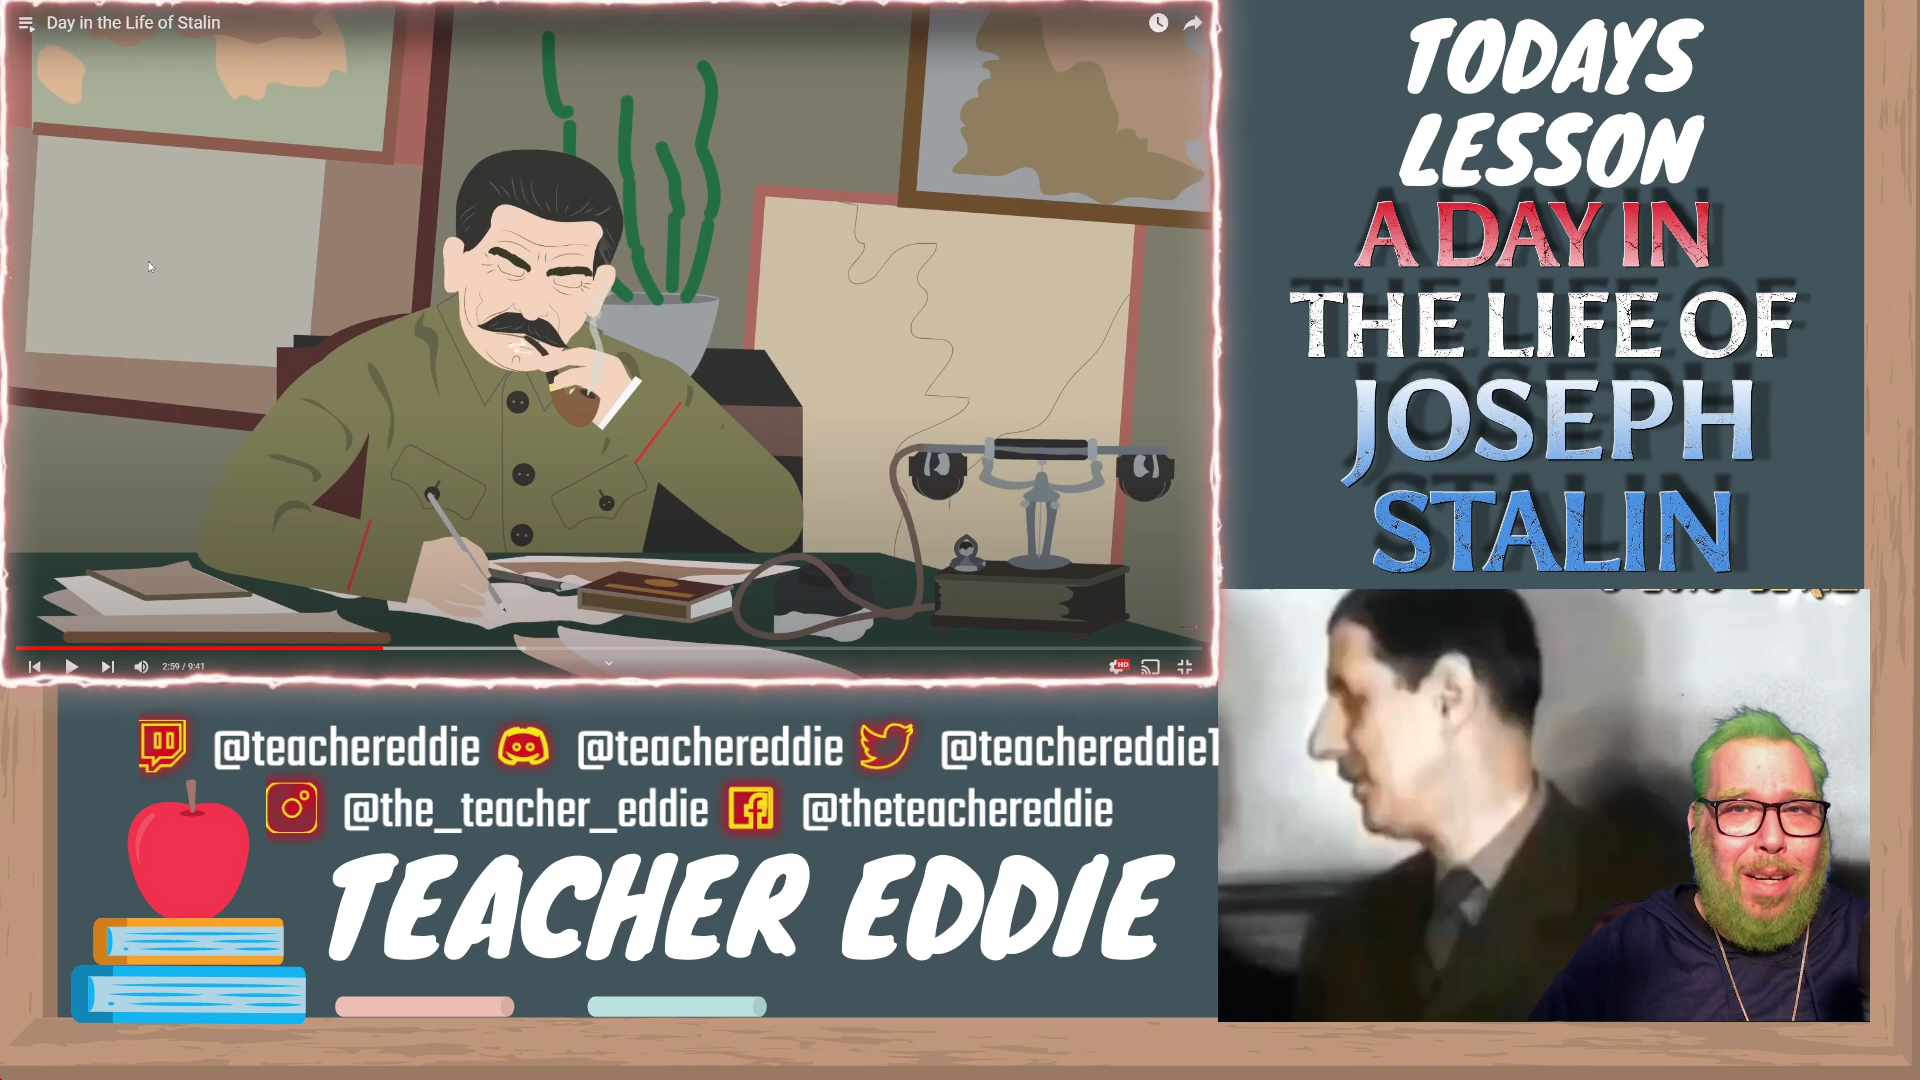 Day in the Life of Stalin
TODAYS
LESSON
A DAY IN
THE LIFE OF
JOSEPH
STALIN
2:59 / 9:41
HD
@teachereddie @teachereddie @teachereddie1
@the_teacher_eddie @theteachereddie
TEACHER EDDIE